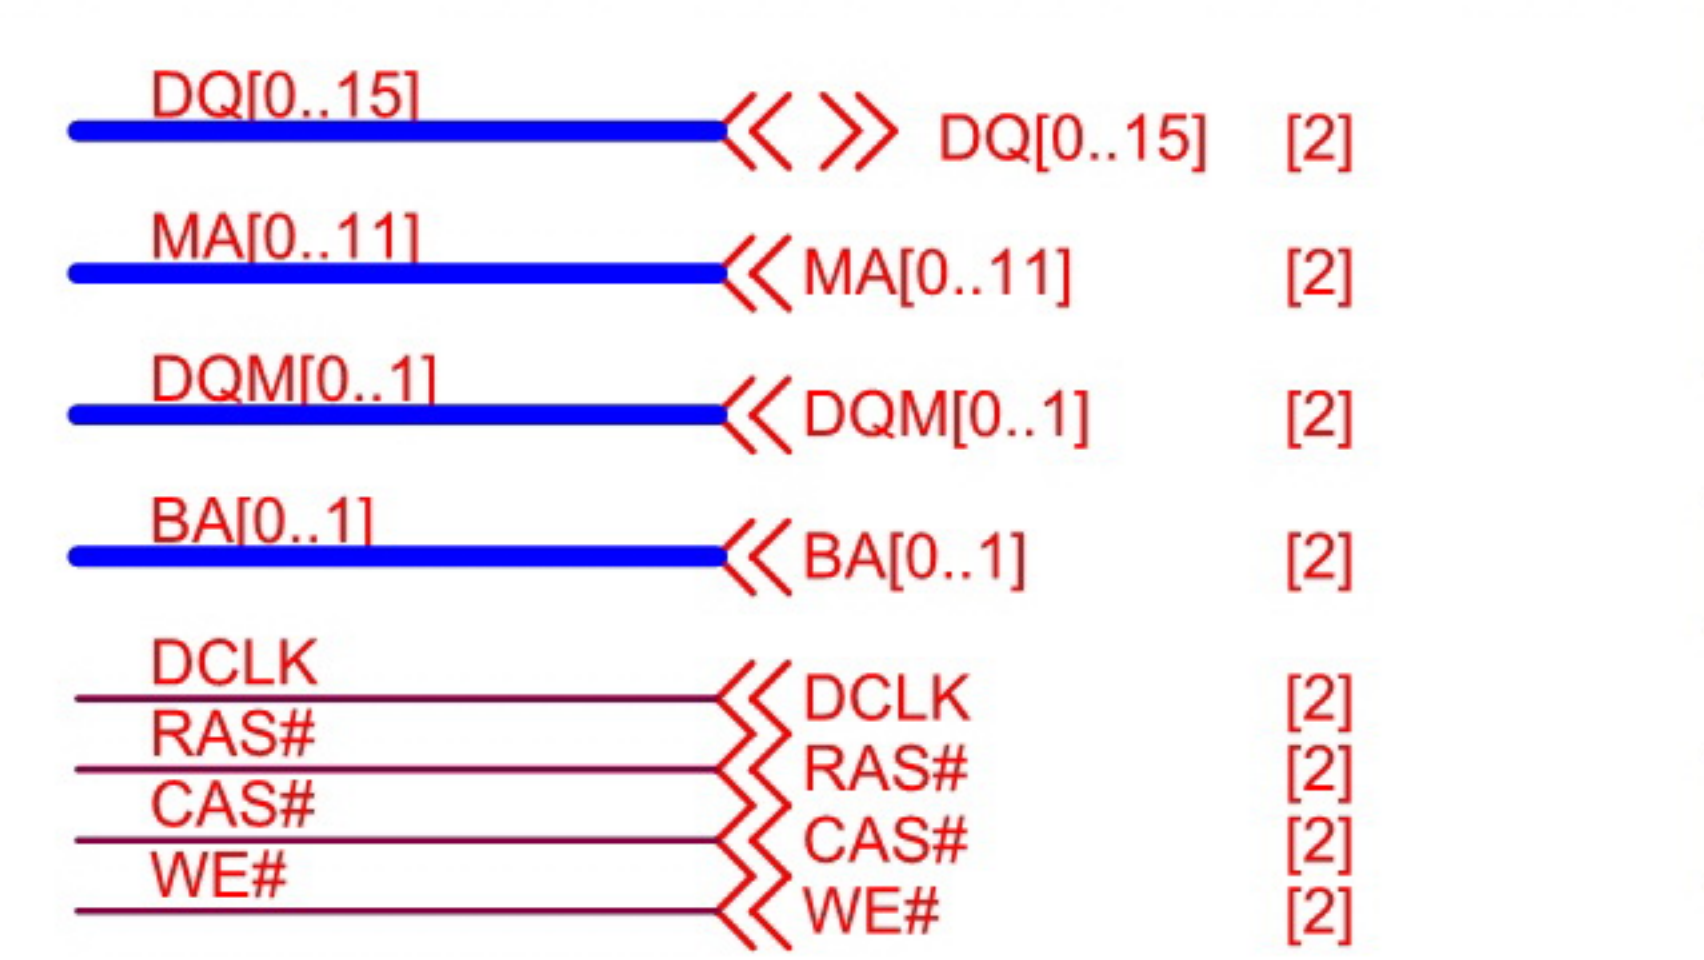 DQ[0..15] DQ[0..15] [2]
MA[0..11] MA[0..11] [2]
DQM[0..1] DQM[0..1] [2]
BA[0..1] BA[0..1] [2]
DCLK DCLK [2]
RAS# RAS# [2]
CAS# CAS# [2]
WE# WE# [2]